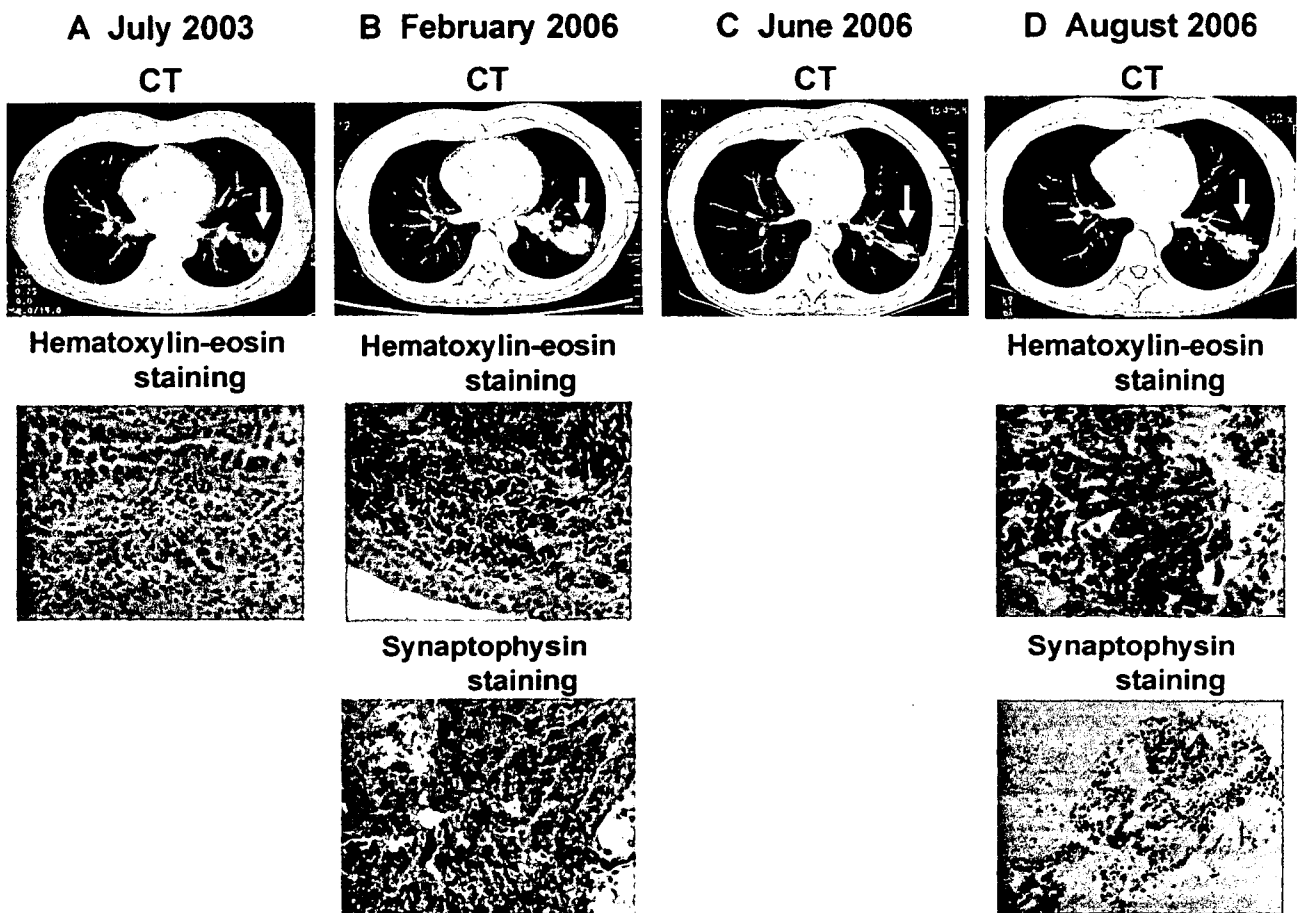 A July 2003
B February 2006
C June 2006
D August 2006
CT
CT
CT
CT
Hematoxylin-eosin
staining
Hematoxylin-eosin
staining
Hematoxylin-eosin
staining
Synaptophysin
staining
Synaptophysin
staining